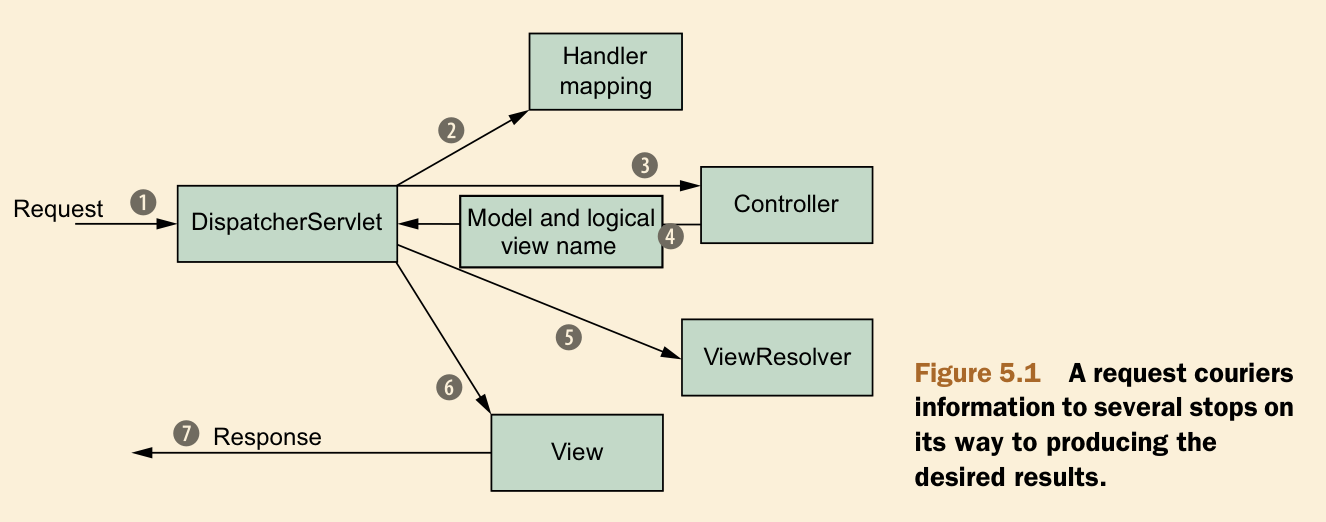 Handler
mapping
2
3
Request
1
DispatcherServlet
Model and logical
view name
4
Controller
5
ViewResolver
6
7
Response
View
Figure 5.1 A request couriers
information to several stops on
its way to producing the
desired results.